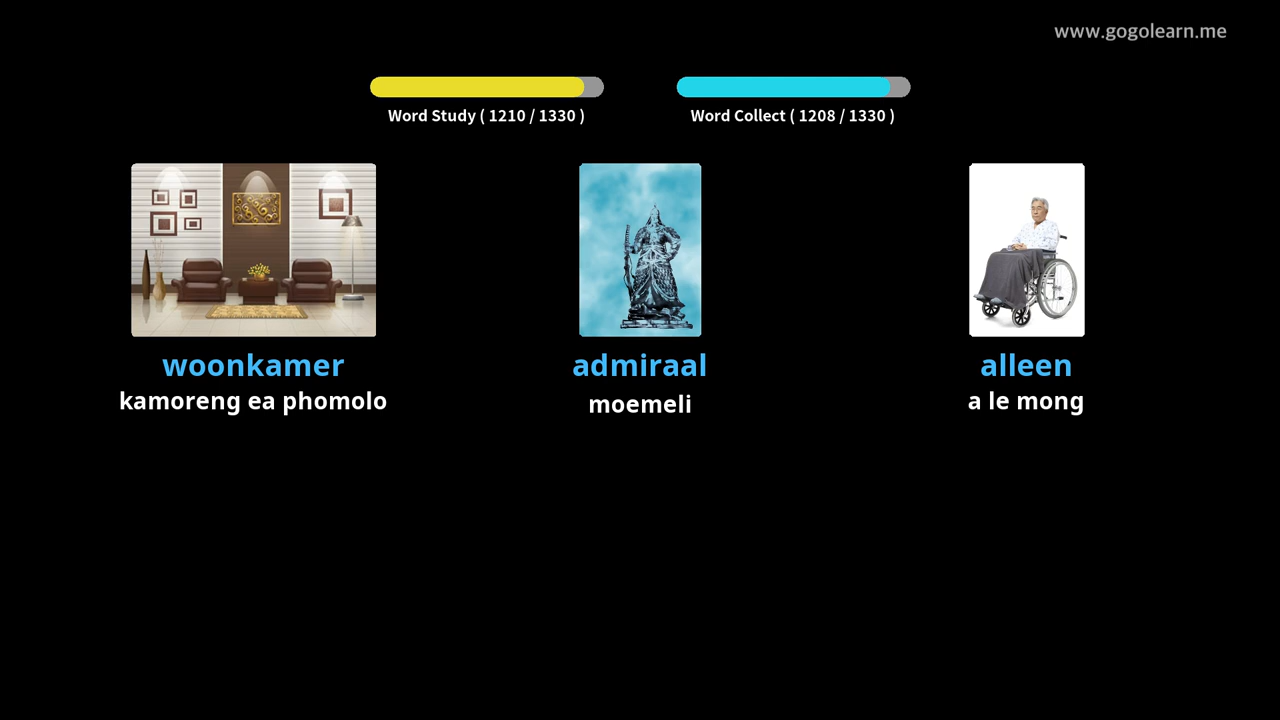 www.gogolearn.me
Word Study ( 1210 / 1330 )
Word Collect ( 1208 / 1330 )
woonkamer
kamoreng ea phomolo
admiraal
moemeli
alleen
a le mong